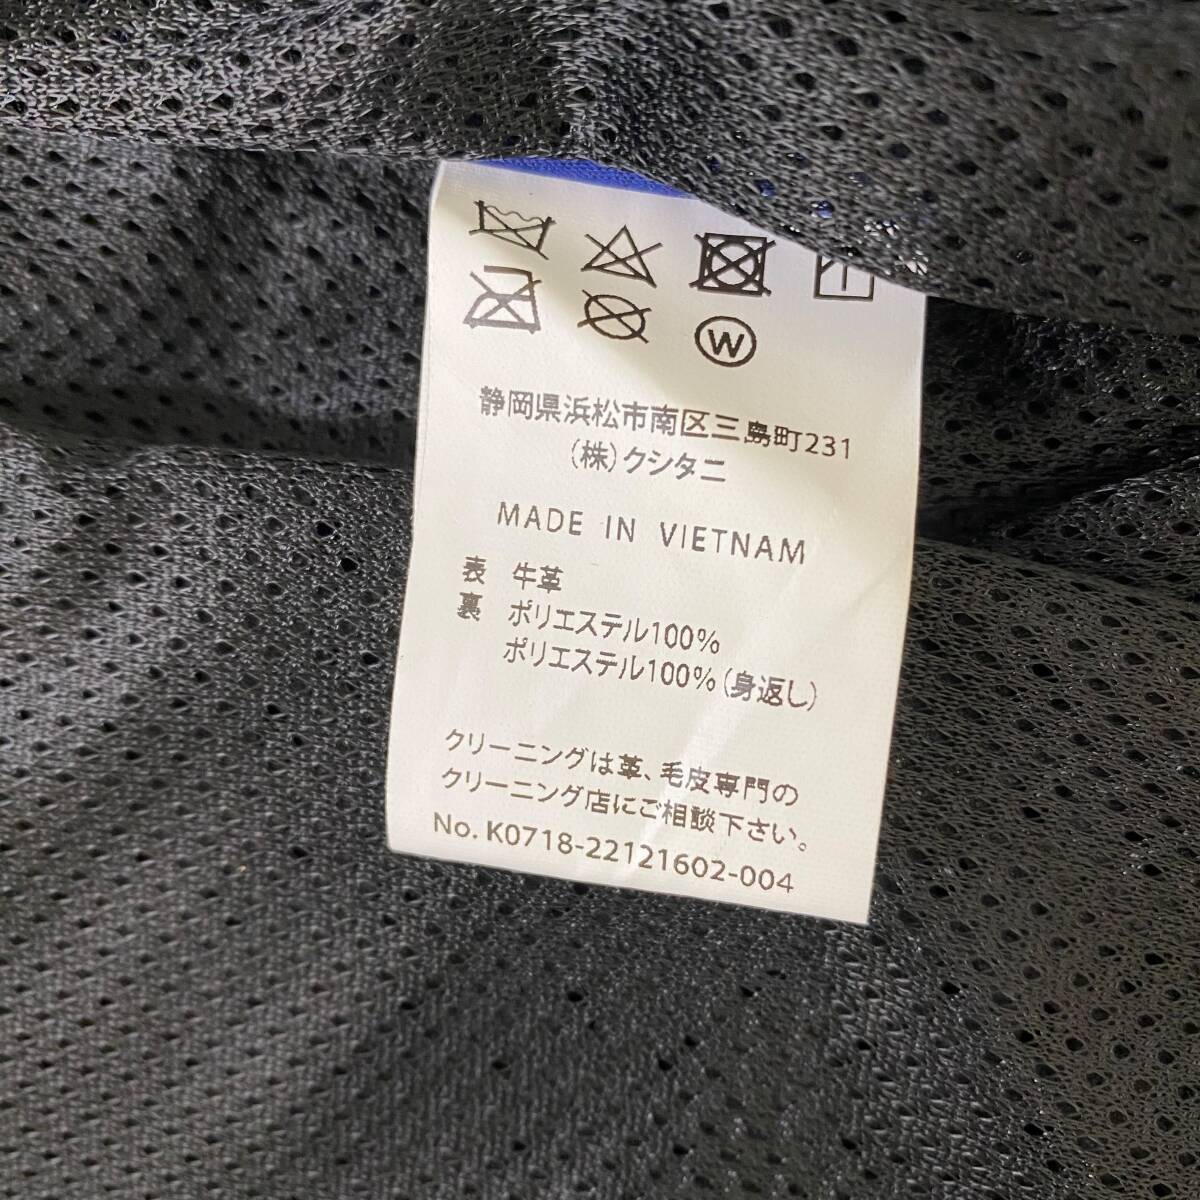 W
静岡県浜松市南区三島町231
(株)クシタニ
MADE IN VIETNAM
表 牛革
裏 ポリエステル100%
ポリエステル100%(身返し)
クリーニングは革、毛皮専門の
クリーニング店にご相談下さい。
No. K0718-22121602-004